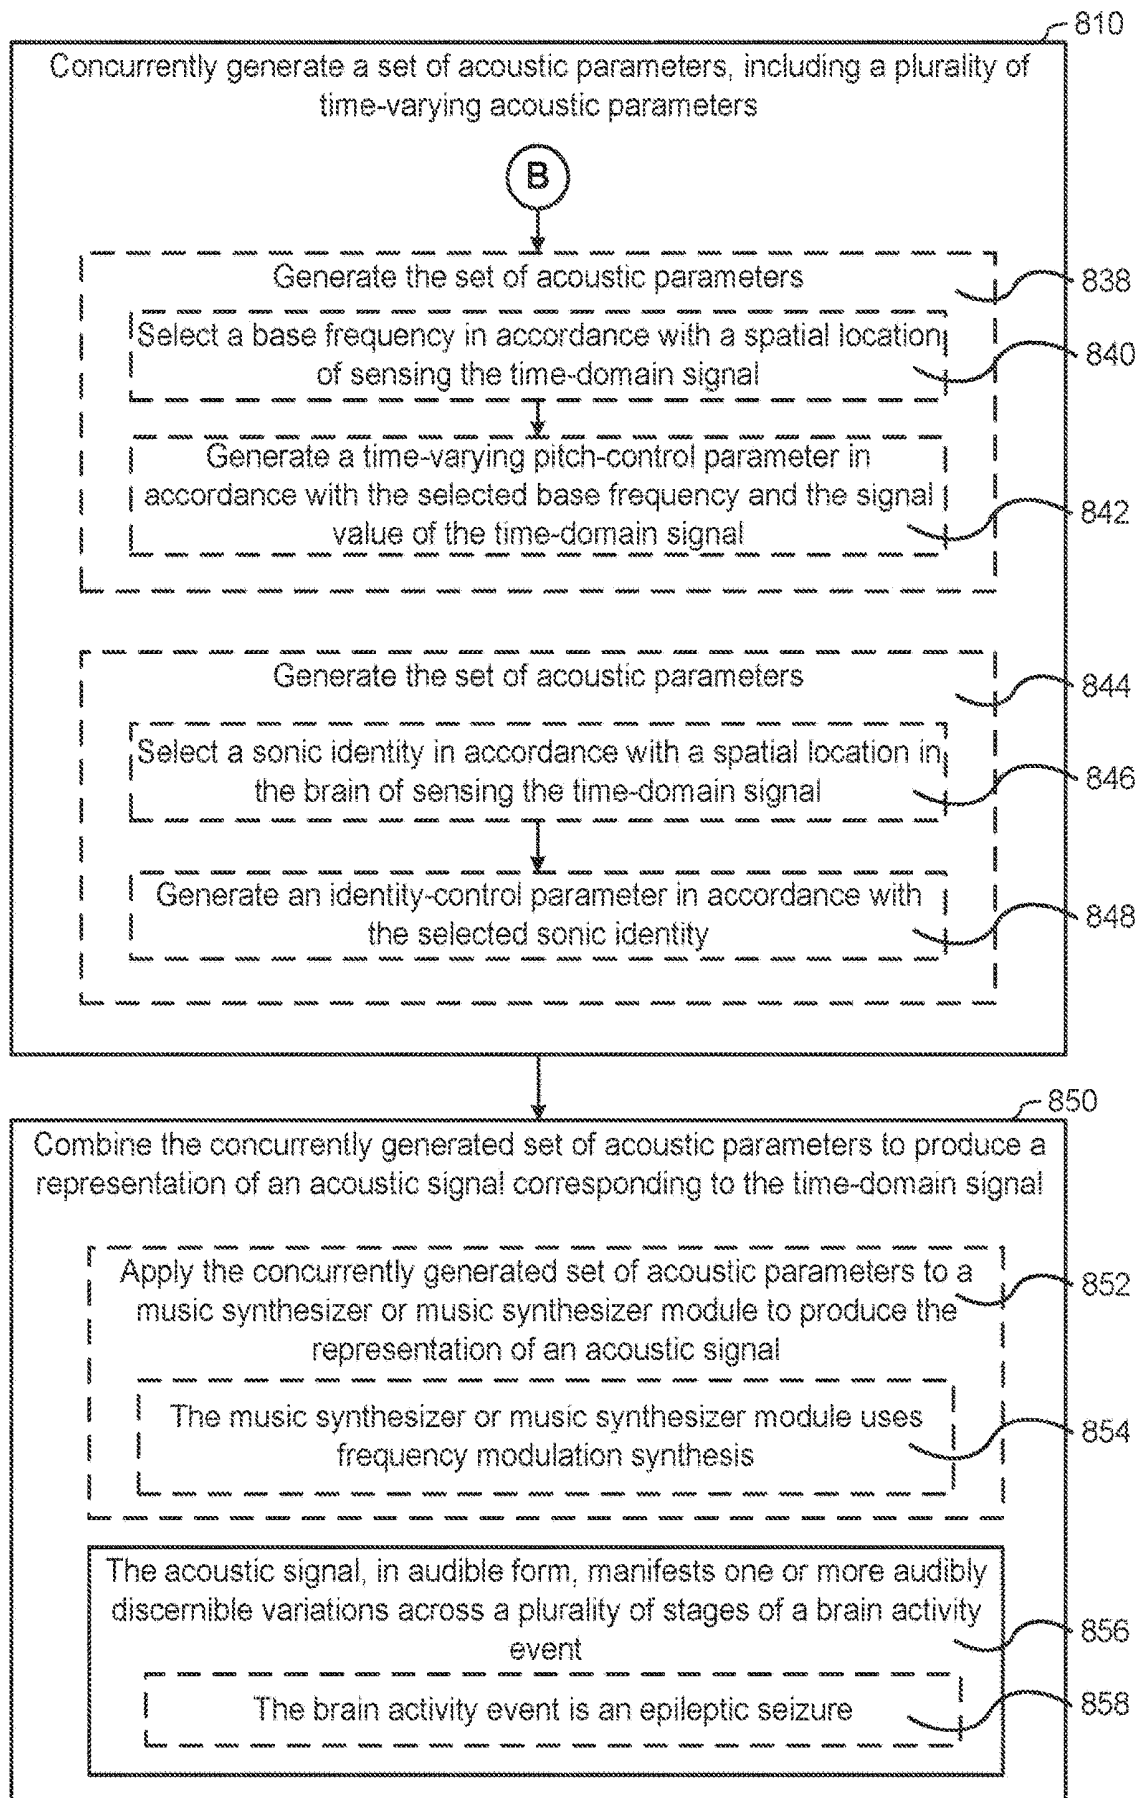 810
Concurrently generate a set of acoustic parameters, including a plurality of
time-varying acoustic parameters
B
Generate the set of acoustic parameters
838
Select a base frequency in accordance with a spatial location
of sensing the time-domain signal
840
Generate a time-varying pitch-control parameter in
accordance with the selected base frequency and the signal
value of the time-domain signal
842
Generate the set of acoustic parameters
844
Select a sonic identity in accordance with a spatial location in
the brain of sensing the time-domain signal
846
Generate an identity-control parameter in accordance with
the selected sonic identity
848
850
Combine the concurrently generated set of acoustic parameters to produce a
representation of an acoustic signal corresponding to the time-domain signal
Apply the concurrently generated set of acoustic parameters to a
music synthesizer or music synthesizer module to produce the
representation of an acoustic signal
852
The music synthesizer or music synthesizer module uses
frequency modulation synthesis
854
The acoustic signal, in audible form, manifests one or more audibly
discernible variations across a plurality of stages of a brain activity
event
856
The brain activity event is an epileptic seizure
858